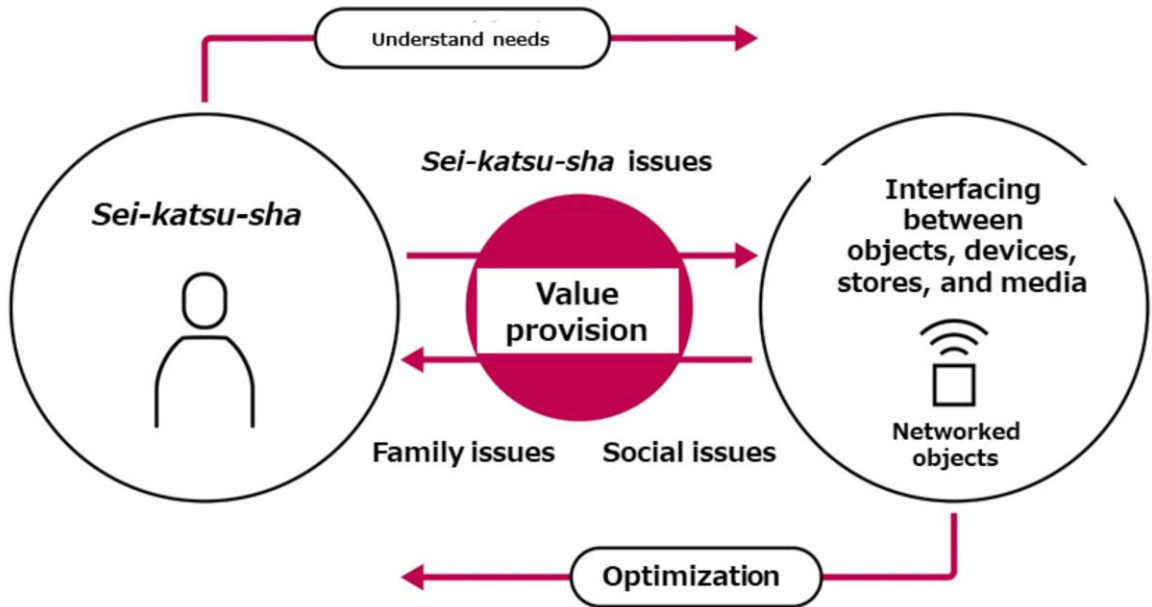 Understand needs
Sei-katsu-sha issues
Sei-katsu-sha
Interfacing
between
objects, devices,
stores, and media
Value
provision
Networked
objects
Family issues
Social issues
Optimization